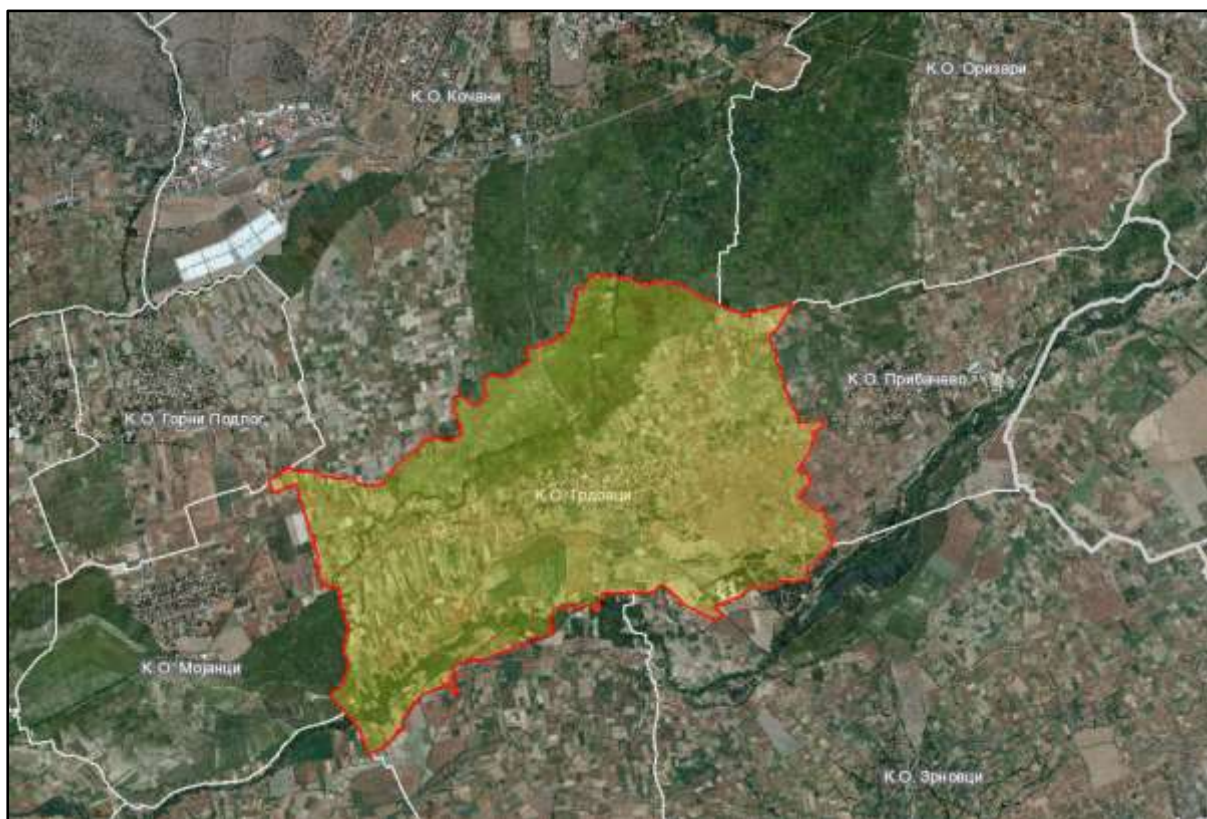 К.О. Оризари
К.О. Кочани
К.О. Прибачево
К.О. Горни Подлог
К.О. Грдовци
К.О. Мојанци
К.О. Зрновци